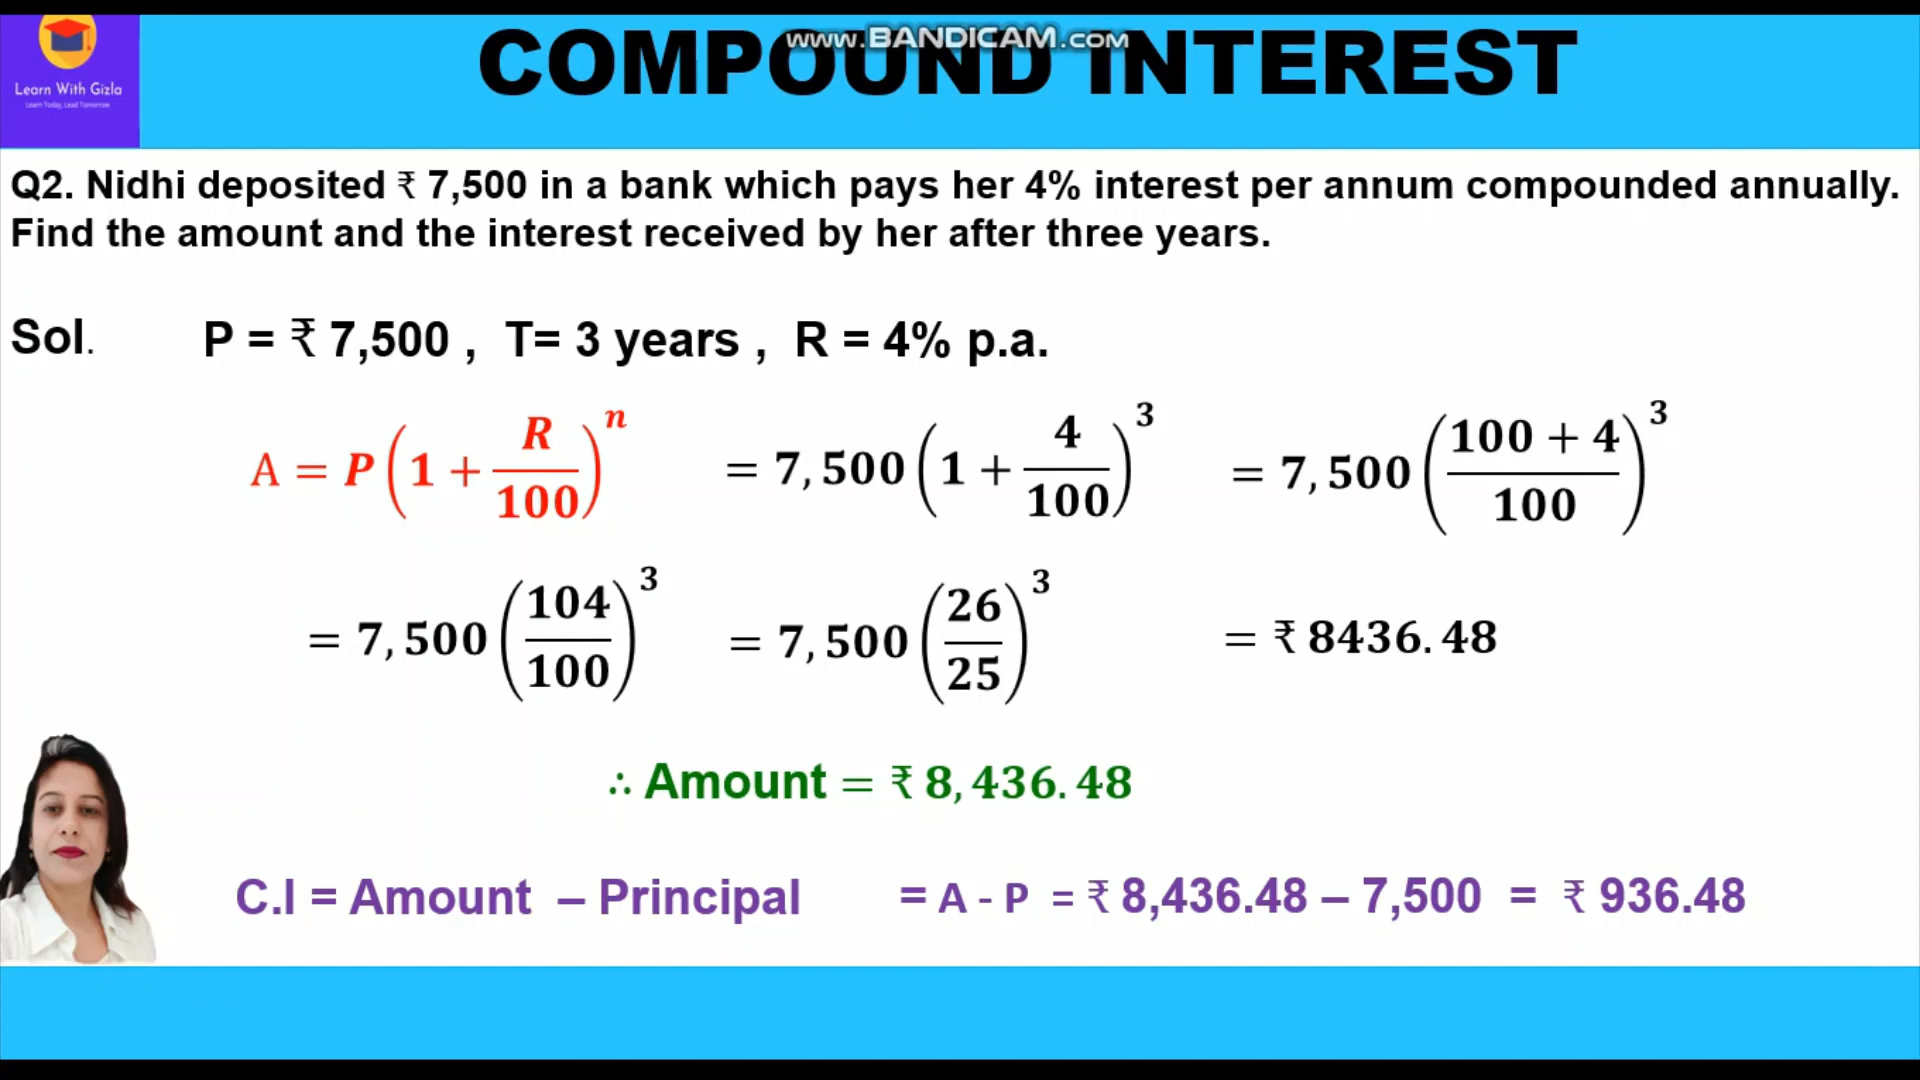 www.BANDICAM.com
COMPOUND INTEREST
Learn With Gizla
Learn Today, Lead Tomorrow
Q2. Nidhi deposited ₹ 7,500 in a bank which pays her 4% interest per annum compounded annually.
Find the amount and the interest received by her after three years.
Sol. P = ₹ 7,500 , T= 3 years , R = 4% p.a.
A = P(1 + R/100)^n = 7,500(1 + 4/100)^3 = 7,500((100 + 4)/100)^3
= 7,500(104/100)^3 = 7,500(26/25)^3 = ₹ 8436.48
∴ Amount = ₹ 8,436.48
C.I = Amount – Principal = A - P = ₹ 8,436.48 – 7,500 = ₹ 936.48